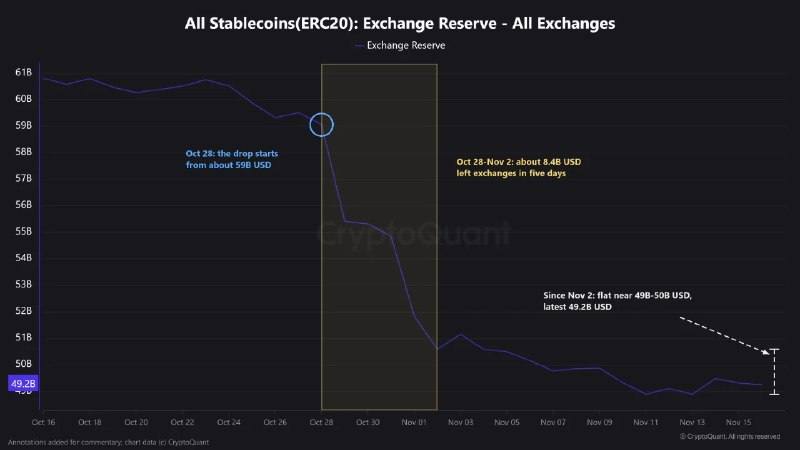 All Stablecoins(ERC20): Exchange Reserve - All Exchanges
Exchange Reserve
61B
60B
59B
58B
57B
56B
55B
54B
53B
52B
51B
50B
49.2B
Oct 28: the drop starts
from about 59B USD
Oct 28-Nov 2: about 8.4B USD
left exchanges in five days
CryptoQuant
Since Nov 2: flat near 49B-50B USD,
latest 49.2B USD
Oct 16 Oct 18 Oct 20 Oct 22 Oct 24 Oct 26 Oct 28 Oct 30 Nov 01 Nov 03 Nov 05 Nov 07 Nov 09 Nov 11 Nov 13 Nov 15
Annotations added for commentary; chart data (c) CryptoQuant
© CryptoQuant. All rights reserved